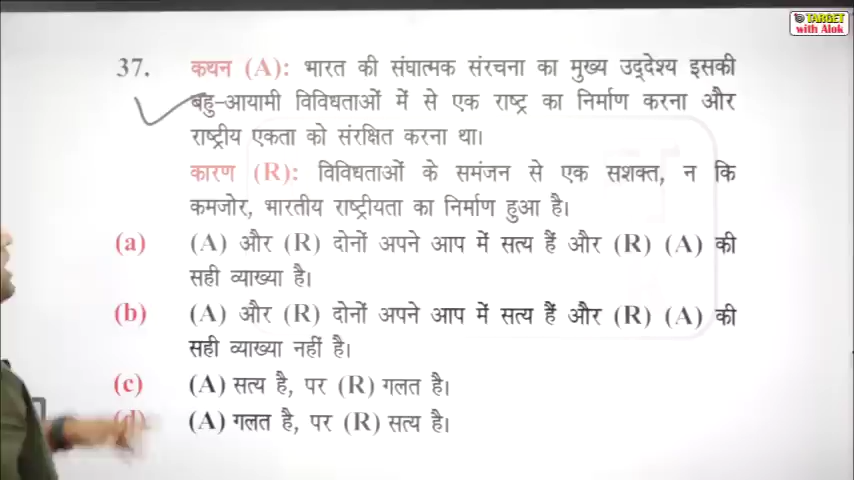 TARGET
with Alok
37. कथन (A): भारत की संघात्मक संरचना का मुख्य उद्देश्य इसकी
बहु-आयामी विविधताओं में से एक राष्ट्र का निर्माण करना और
राष्ट्रीय एकता को संरक्षित करना था।
कारण (R): विविधताओं के समंजन से एक सशक्त, न कि
कमजोर, भारतीय राष्ट्रीयता का निर्माण हुआ है।
(a) (A) और (R) दोनों अपने आप में सत्य हैं और (R) (A) की
सही व्याख्या है।
(b) (A) और (R) दोनों अपने आप में सत्य हैं और (R) (A) की
सही व्याख्या नहीं है।
(c) (A) सत्य है, पर (R) गलत है।
(d) (A) गलत है, पर (R) सत्य है।